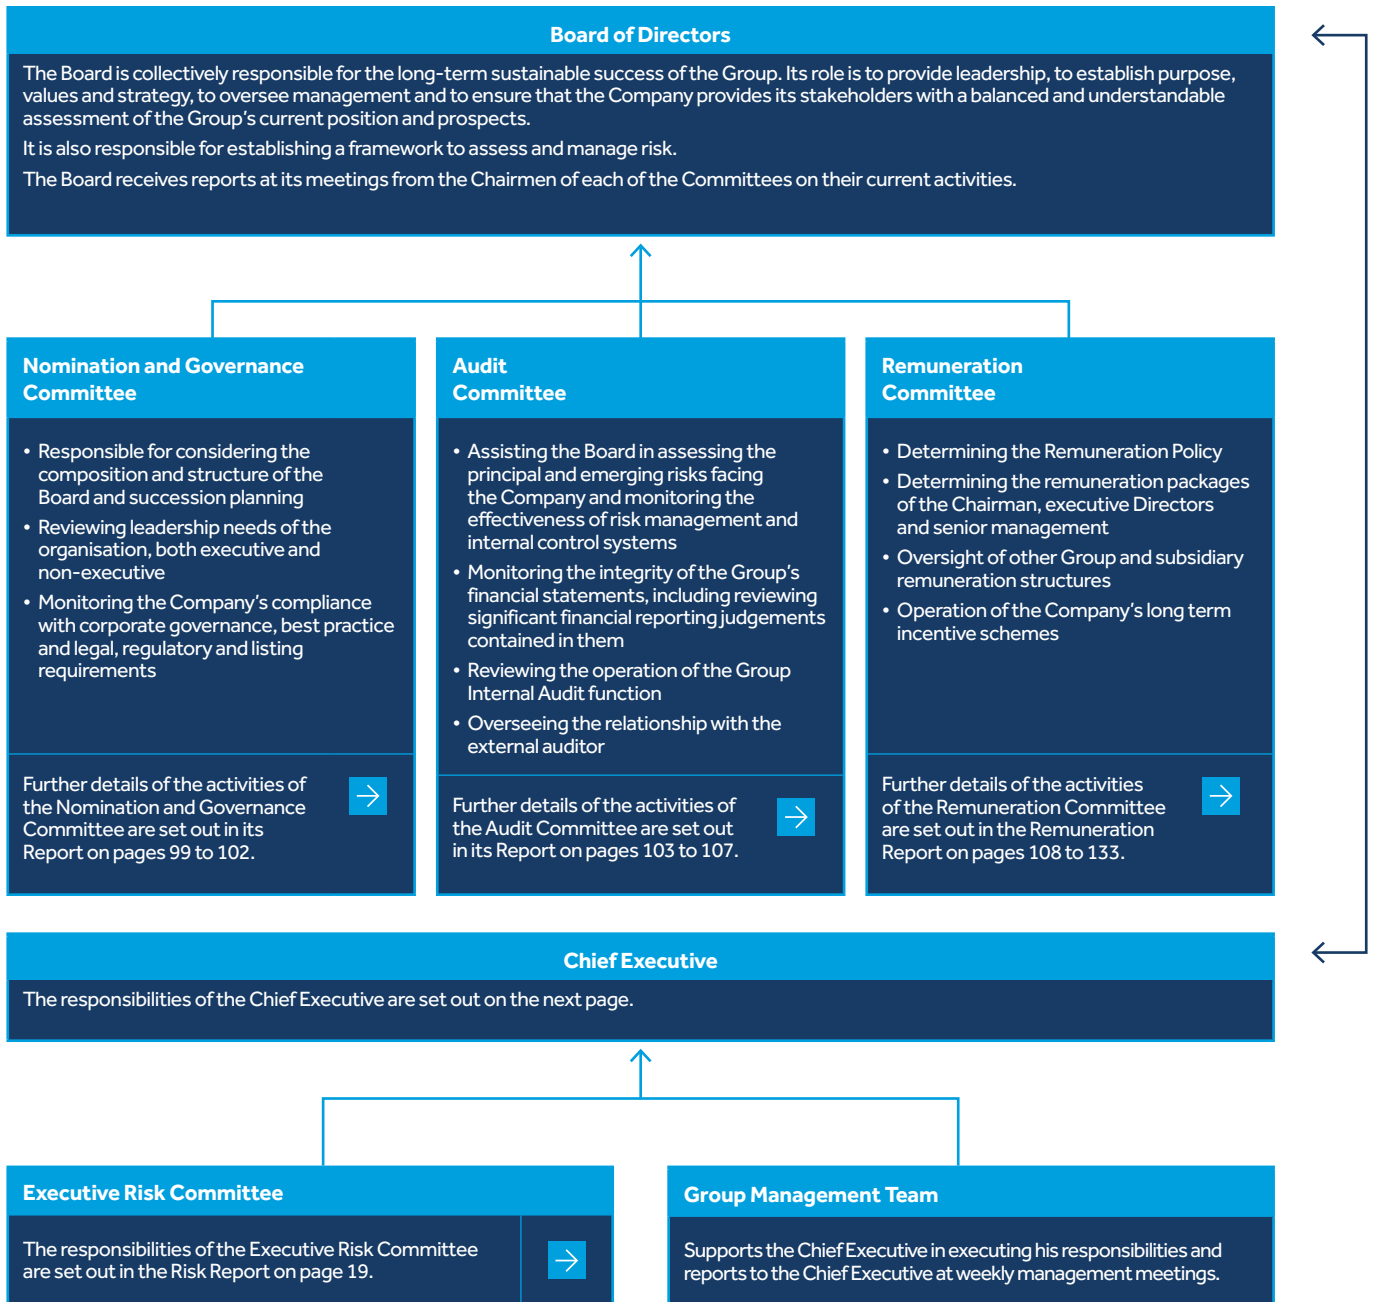 Board of Directors
The Board is collectively responsible for the long-term sustainable success of the Group. Its role is to provide leadership, to establish purpose,
values and strategy, to oversee management and to ensure that the Company provides its stakeholders with a balanced and understandable
assessment of the Group's current position and prospects.
It is also responsible for establishing a framework to assess and manage risk.
The Board receives reports at its meetings from the Chairmen of each of the Committees on their current activities.
Nomination and Governance
Committee
• Responsible for considering the
composition and structure of the
Board and succession planning
• Reviewing leadership needs of the
organisation, both executive and
non-executive
• Monitoring the Company's compliance
with corporate governance, best practice
and legal, regulatory and listing
requirements
Further details of the activities of
the Nomination and Governance
Committee are set out in its
Report on pages 99 to 102.
Audit
Committee
• Assisting the Board in assessing the
principal and emerging risks facing
the Company and monitoring the
effectiveness of risk management and
internal control systems
• Monitoring the integrity of the Group's
financial statements, including reviewing
significant financial reporting judgements
contained in them
• Reviewing the operation of the Group
Internal Audit function
• Overseeing the relationship with the
external auditor
Further details of the activities of
the Audit Committee are set out
in its Report on pages 103 to 107.
Remuneration
Committee
• Determining the Remuneration Policy
• Determining the remuneration packages
of the Chairman, executive Directors
and senior management
• Oversight of other Group and subsidiary
remuneration structures
• Operation of the Company's long term
incentive schemes
Further details of the activities
of the Remuneration Committee
are set out in the Remuneration
Report on pages 108 to 133.
Chief Executive
The responsibilities of the Chief Executive are set out on the next page.
Executive Risk Committee
The responsibilities of the Executive Risk Committee
are set out in the Risk Report on page 19.
Group Management Team
Supports the Chief Executive in executing his responsibilities and
reports to the Chief Executive at weekly management meetings.